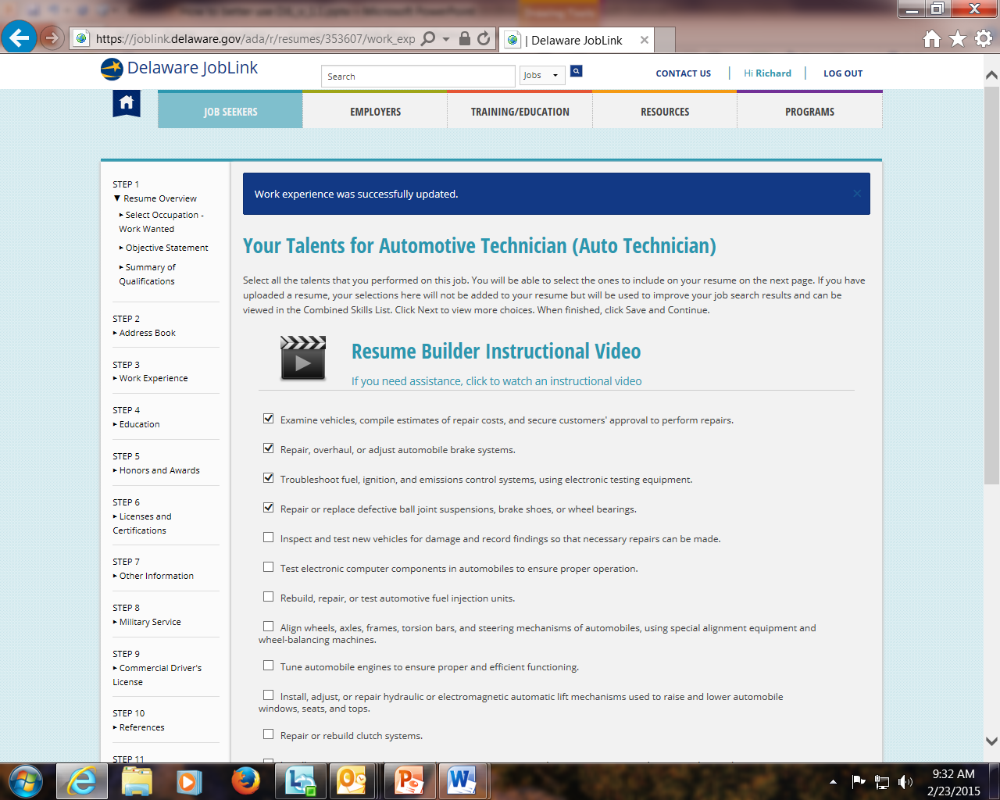 https://joblink.delaware.gov/ada/r/resumes/353607/work_exp
| Delaware JobLink
Delaware JobLink
Search
Jobs
CONTACT US
Hi Richard
LOG OUT
JOB SEEKERS
EMPLOYERS
TRAINING/EDUCATION
RESOURCES
PROGRAMS
STEP 1
Resume Overview
Select Occupation -
Work Wanted
Objective Statement
Summary of
Qualifications
STEP 2
Address Book
STEP 3
Work Experience
STEP 4
Education
STEP 5
Honors and Awards
STEP 6
Licenses and
Certifications
STEP 7
Other Information
STEP 8
Military Service
STEP 9
Commercial Driver's
License
STEP 10
References
STEP 11
Work experience was successfully updated.
Your Talents for Automotive Technician (Auto Technician)
Select all the talents that you performed on this job. You will be able to select the ones to include on your resume on the next page. If you have
uploaded a resume, your selections here will not be added to your resume but will be used to improve your job search results and can be
viewed in the Combined Skills List. Click Next to view more choices. When finished, click Save and Continue.
Resume Builder Instructional Video
If you need assistance, click to watch an instructional video
Examine vehicles, compile estimates of repair costs, and secure customers' approval to perform repairs.
Repair, overhaul, or adjust automobile brake systems.
Troubleshoot fuel, ignition, and emissions control systems, using electronic testing equipment.
Repair or replace defective ball joint suspensions, brake shoes, or wheel bearings.
Inspect and test new vehicles for damage and record findings so that necessary repairs can be made.
Test electronic computer components in automobiles to ensure proper operation.
Rebuild, repair, or test automotive fuel injection units.
Align wheels, axles, frames, torsion bars, and steering mechanisms of automobiles, using special alignment equipment and
wheel-balancing machines.
Tune automobile engines to ensure proper and efficient functioning.
Install, adjust, or repair hydraulic or electromagnetic automatic lift mechanisms used to raise and lower automobile
windows, seats, and tops.
Repair or rebuild clutch systems.
9:32 AM
2/23/2015